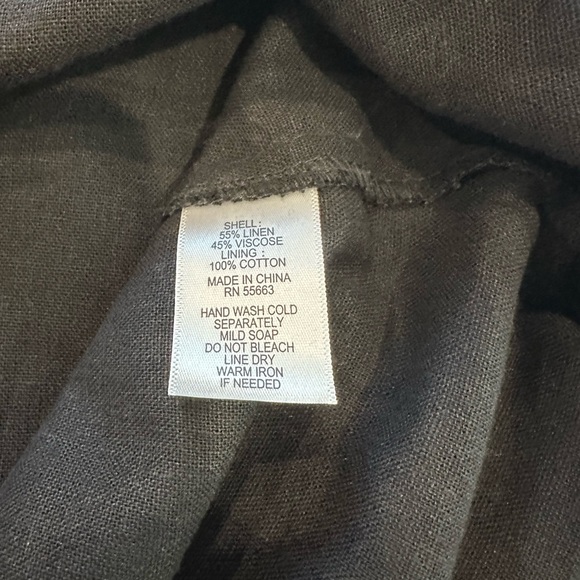 SHELL:
55% LINEN
45% VISCOSE
LINING :
100% COTTON
MADE IN CHINA
RN 55663
HAND WASH COLD
SEPARATELY
MILD SOAP
DO NOT BLEACH
LINE DRY
WARM IRON
IF NEEDED